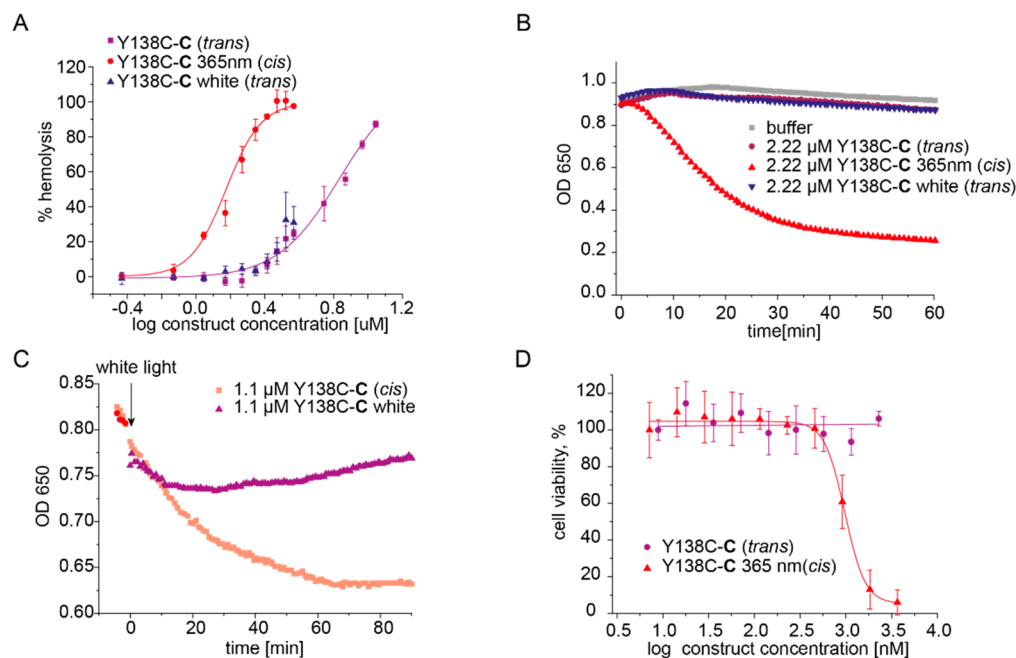 A
Y138C-C (trans)
Y138C-C 365nm (cis)
Y138C-C white (trans)
120
100
80
60
40
20
0
% hemolysis
-0.4
0.0
0.4
0.8
1.2
log construct concentration [uM]
B
1.0
0.8
0.6
0.4
0.2
0.0
OD 650
buffer
2.22 µM Y138C-C (trans)
2.22 µM Y138C-C 365nm (cis)
2.22 µM Y138C-C white (trans)
0
10
20
30
40
50
60
time[min]
C
white light
1.1 µM Y138C-C (cis)
1.1 µM Y138C-C white
0.85
0.80
0.75
0.70
0.65
0.60
OD 650
0
20
40
60
80
time [min]
D
120
100
80
60
40
20
0
cell viability, %
Y138C-C (trans)
Y138C-C 365 nm(cis)
0.5
1.0
1.5
2.0
2.5
3.0
3.5
4.0
log construct concentration [nM]